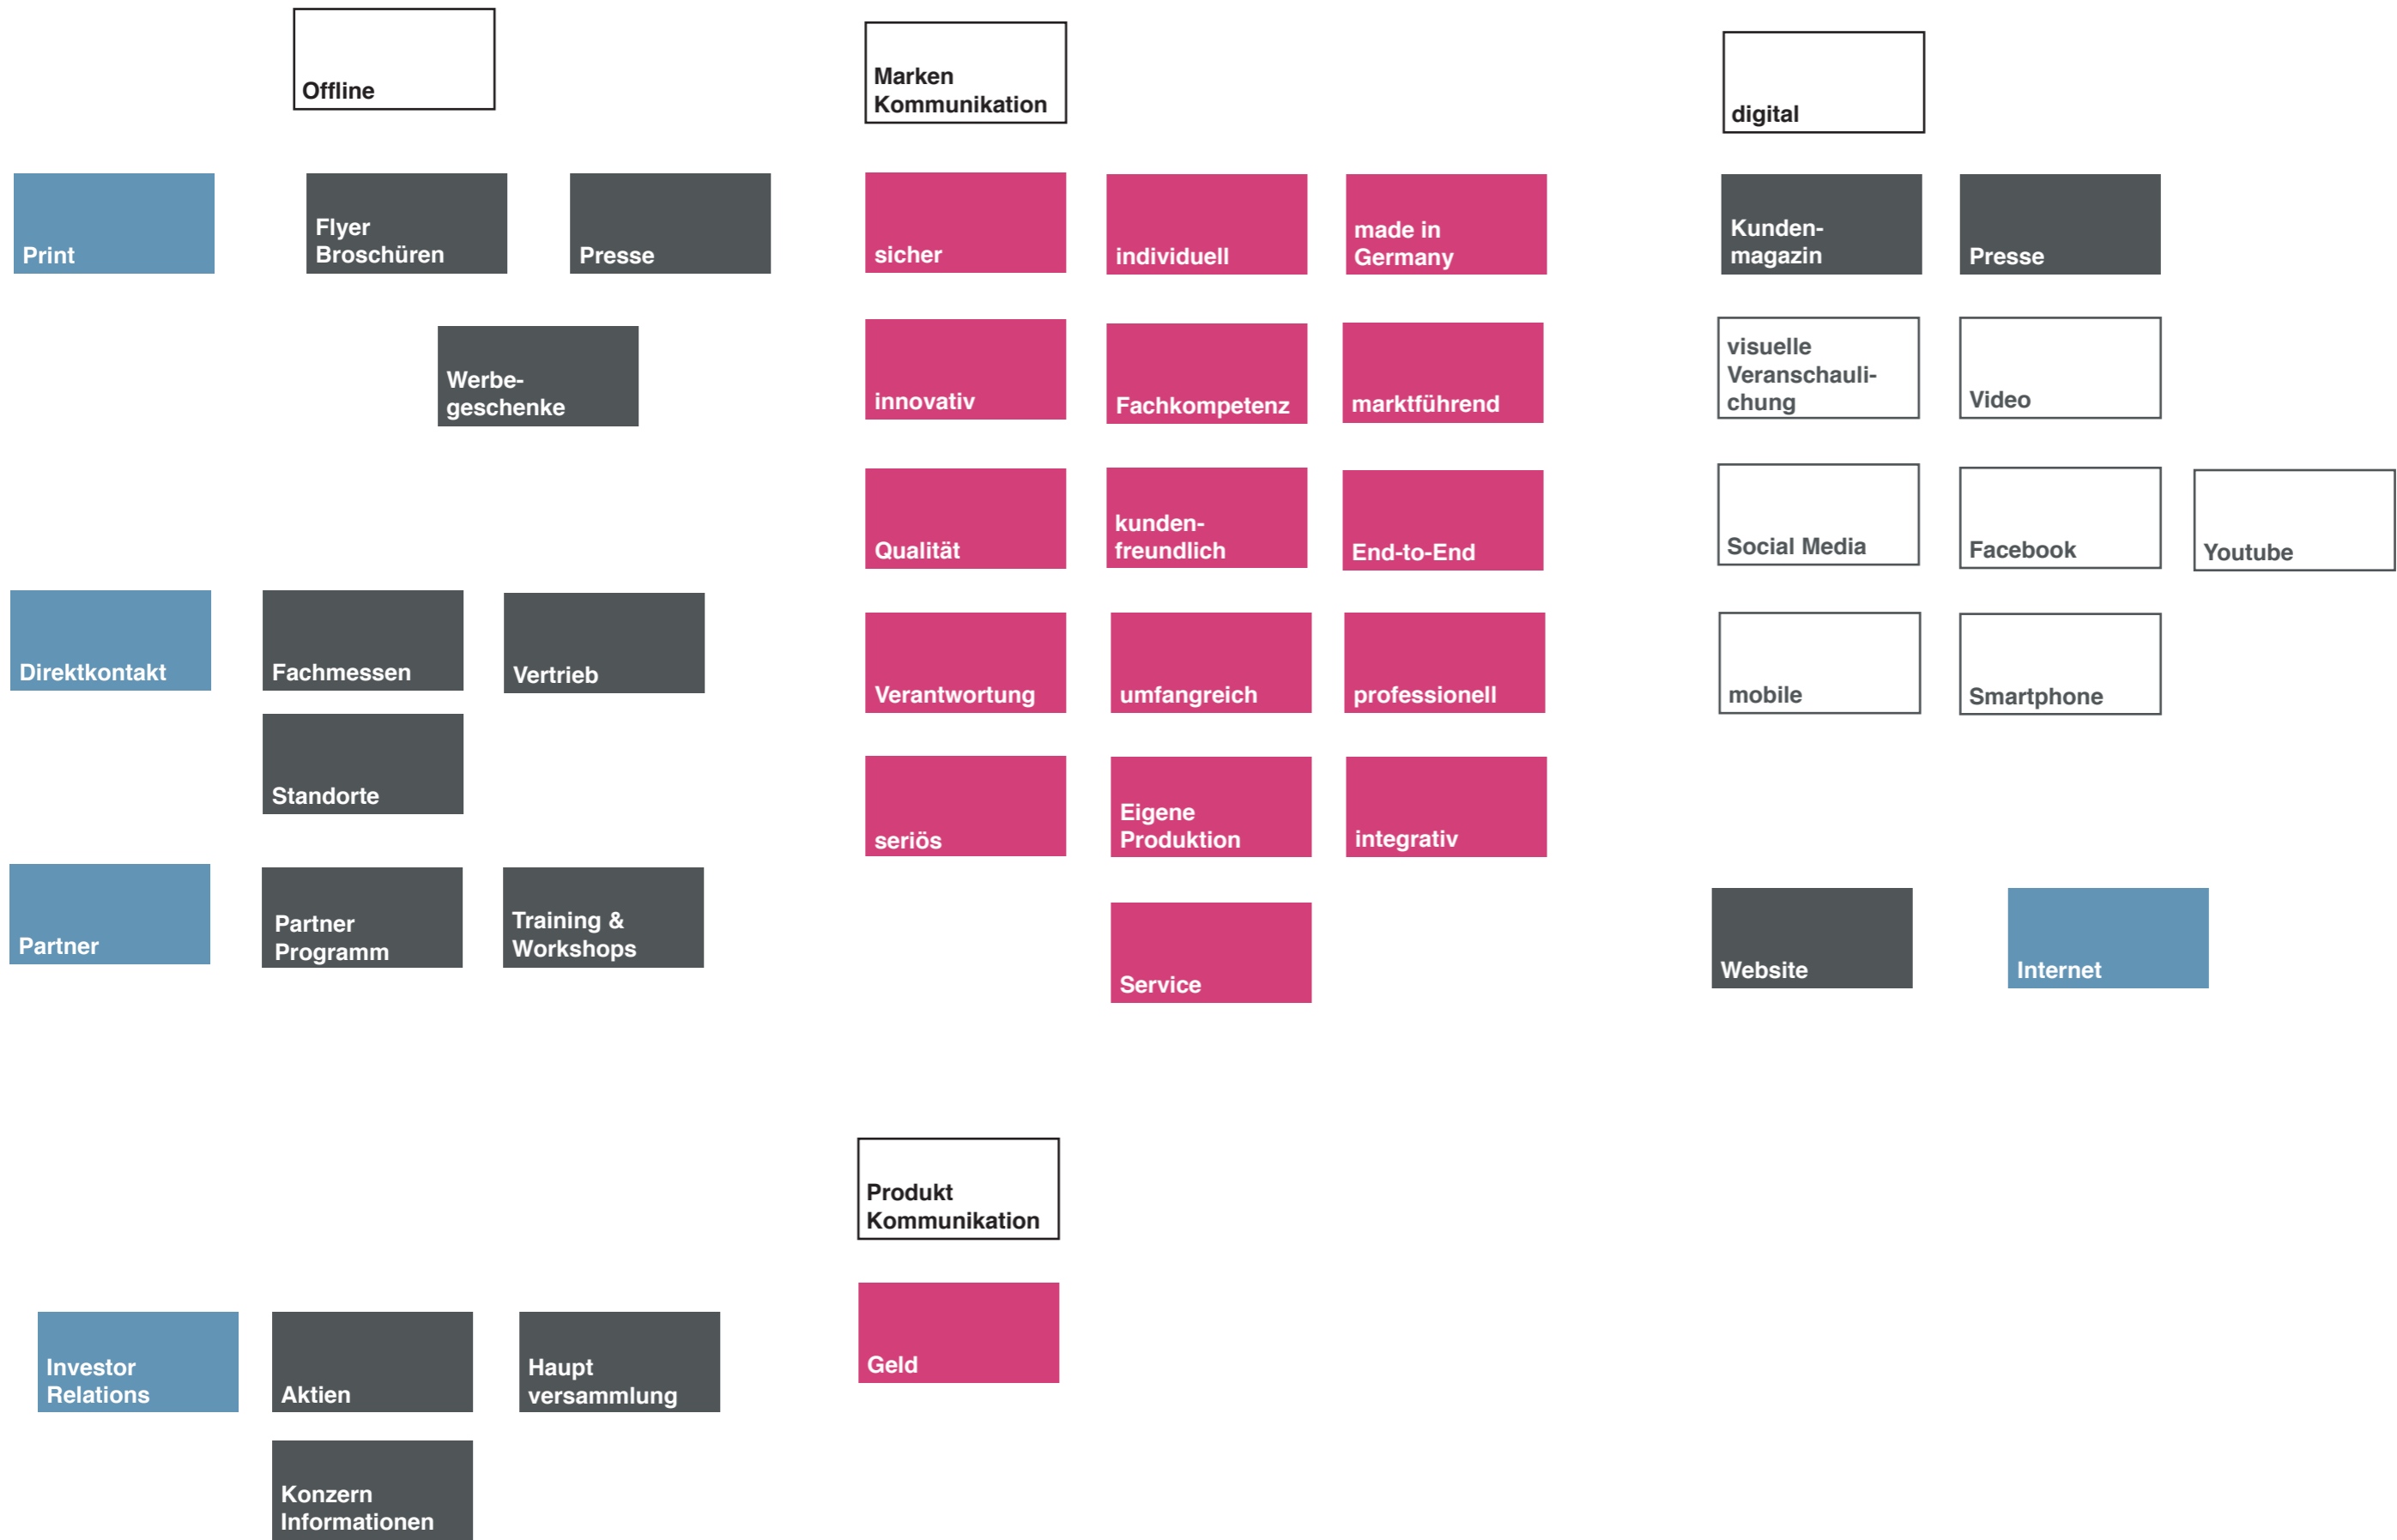 Offline
Marken
Kommunikation
digital
Print
Flyer
Broschüren
Presse
sicher
individuell
made in
Germany
Kunden-
magazin
Presse
Werbe-
geschenke
innovativ
Fachkompetenz
marktführend
visuelle
Veranschauli-
chung
Video
Qualität
kunden-
freundlich
End-to-End
Social Media
Facebook
Youtube
Direktkontakt
Fachmessen
Vertrieb
Verantwortung
umfangreich
professionell
mobile
Smartphone
Standorte
seriös
Eigene
Produktion
integrativ
Partner
Partner
Programm
Training &
Workshops
Service
Website
Internet
Produkt
Kommunikation
Investor
Relations
Aktien
Haupt
versammlung
Geld
Konzern
Informationen